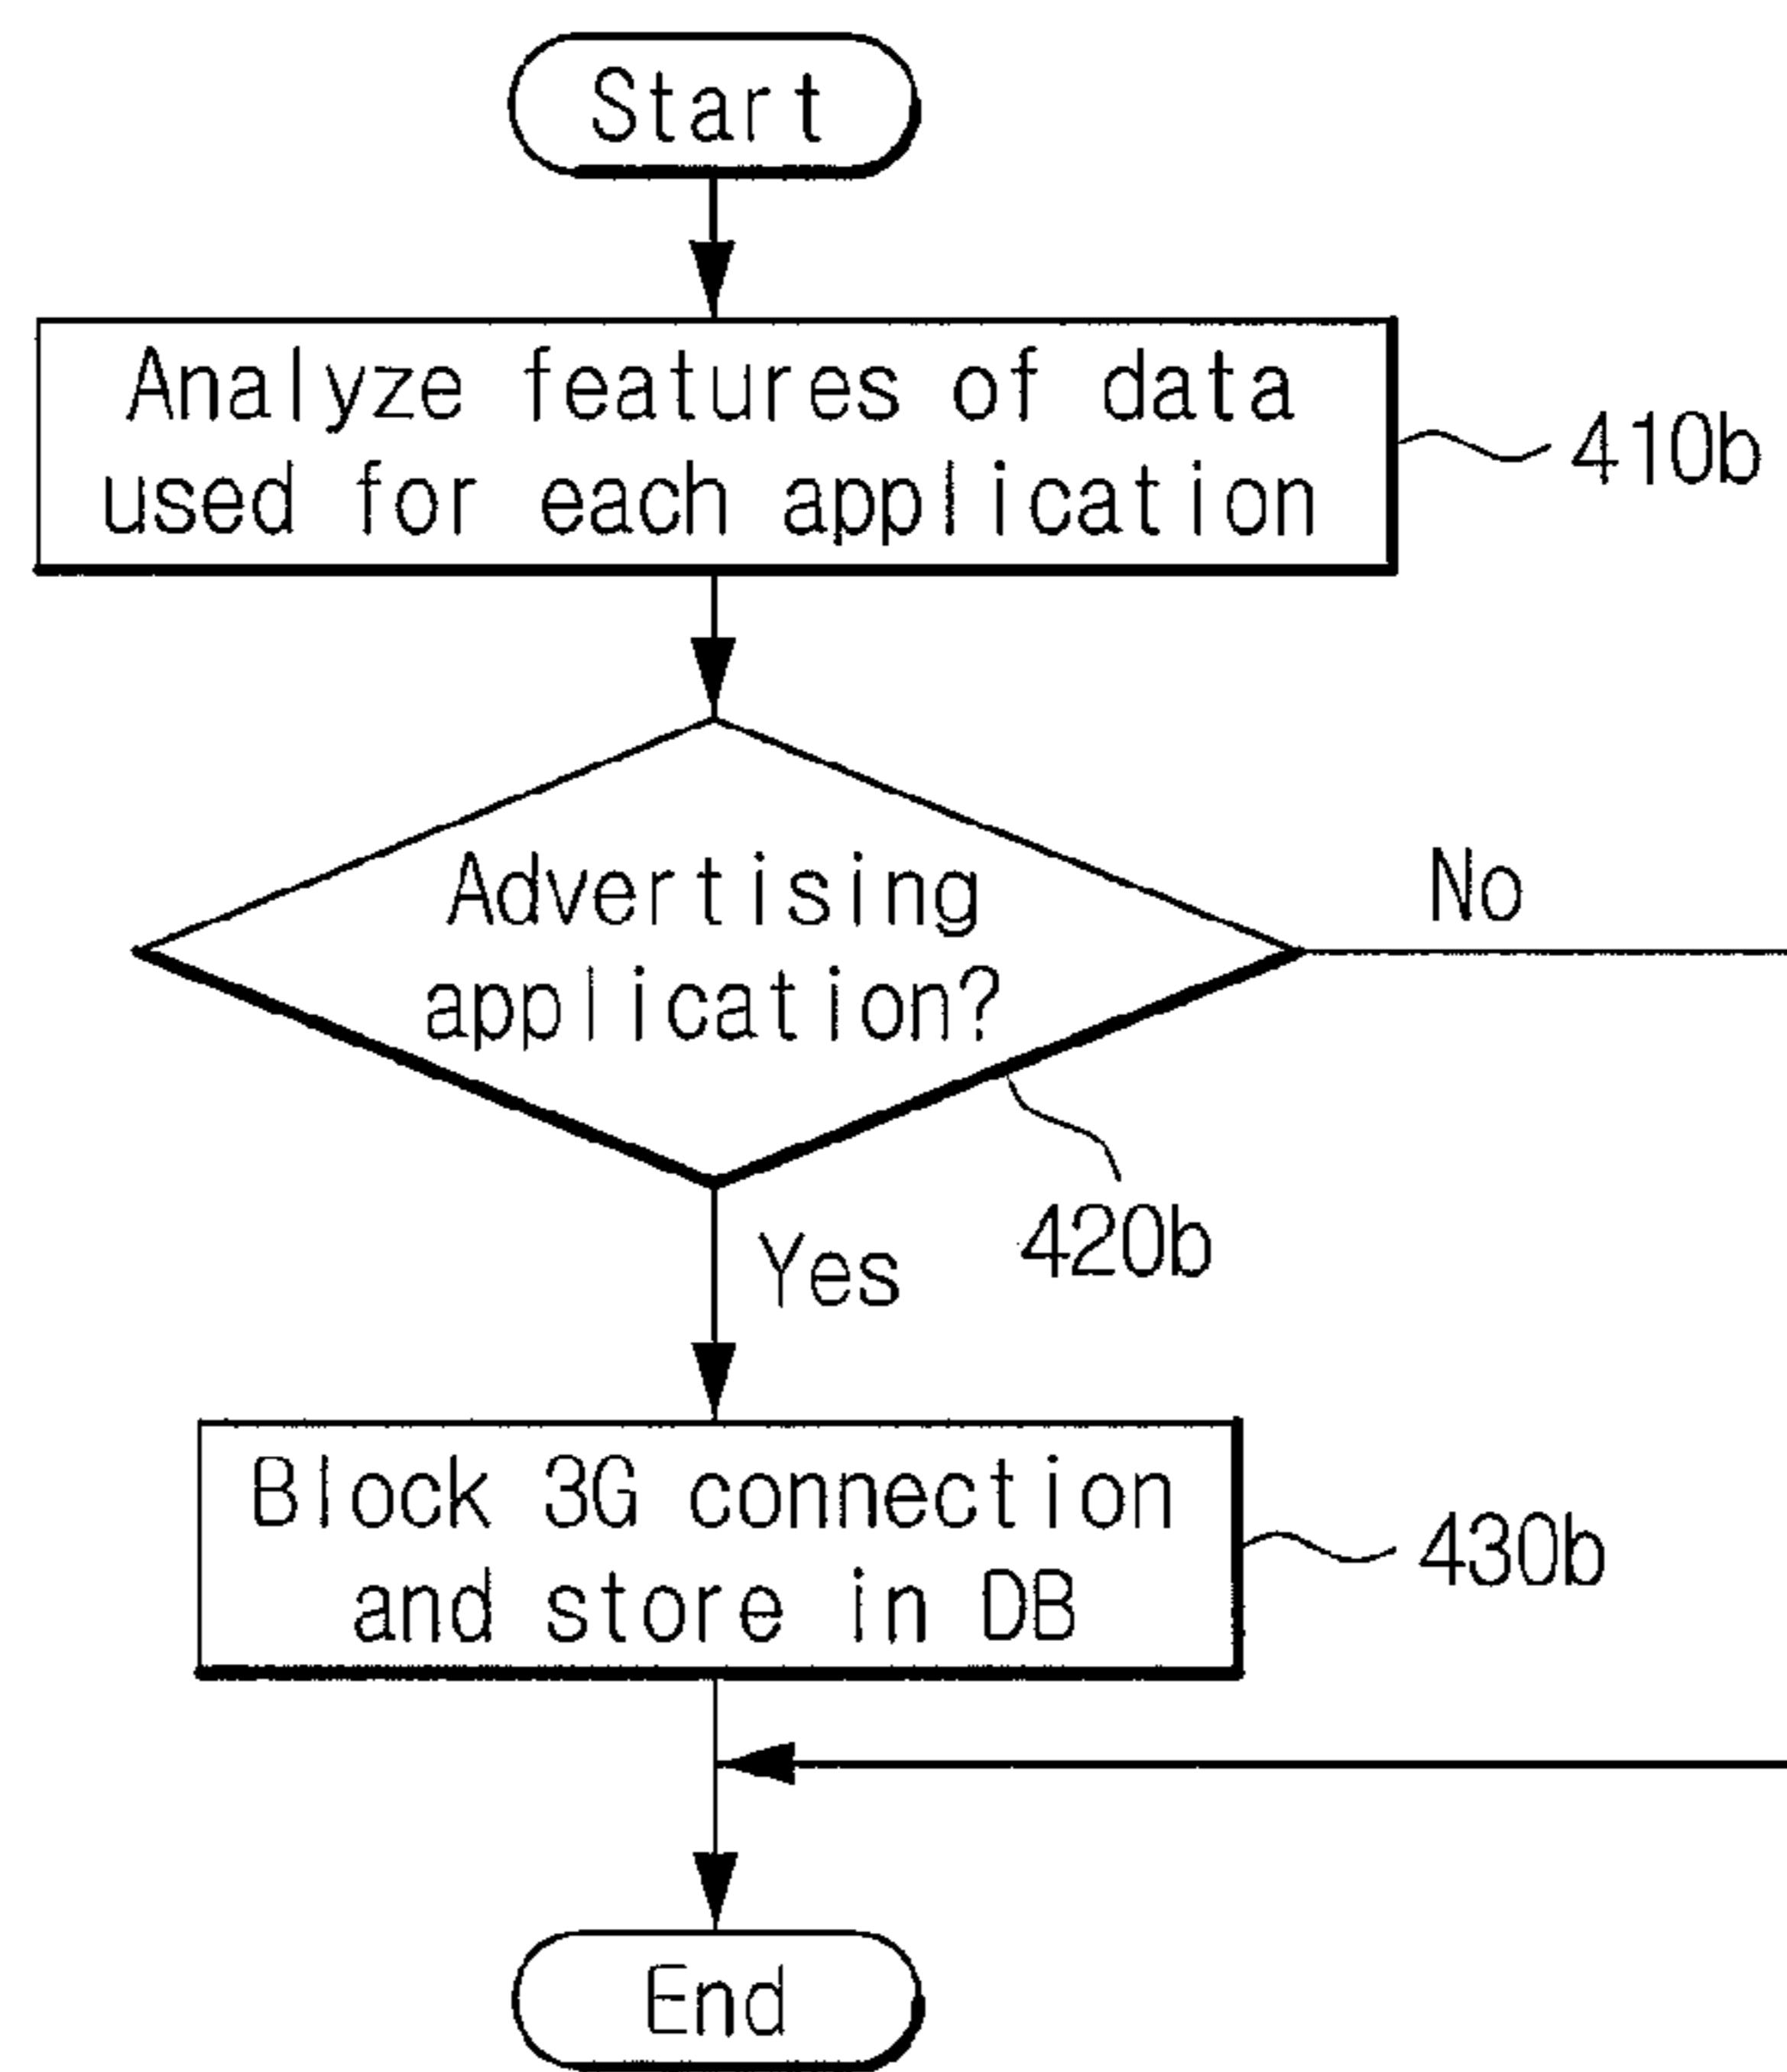 Start
Analyze features of data
used for each application
410b
Advertising
application?
No
420b
Yes
Block 3G connection
and store in DB
430b
End